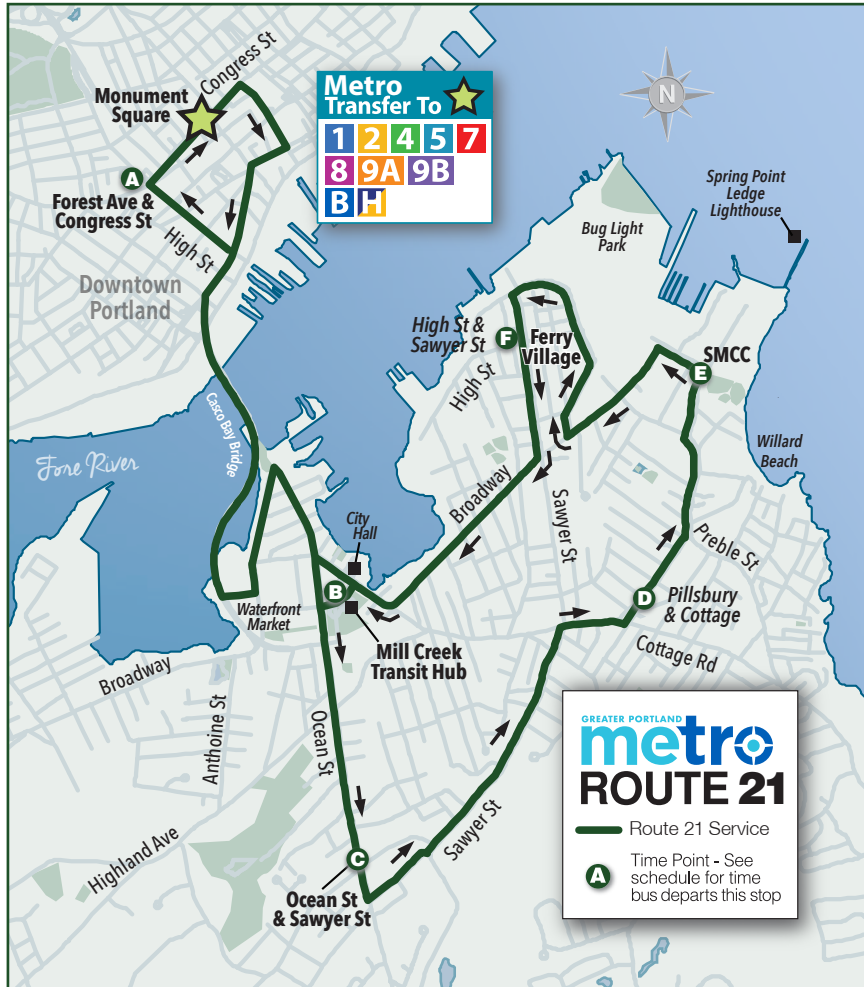 Congress St
Monument
Square
Metro
Transfer To
1 2 4 5 7
8 9A 9B
B H
N
A
Forest Ave &
Congress St
High St
Downtown
Portland
Spring Point
Ledge
Lighthouse
Bug Light
Park
High St &
Sawyer St
F
Ferry
Village
High St
SMCC
E
Casco Bay Bridge
Fore River
Willard
Beach
Broadway
Sawyer St
City
Hall
B
Preble St
D
Pillsbury
& Cottage
Waterfront
Market
Mill Creek
Transit Hub
Cottage Rd
Broadway
Anthoine St
Ocean St
Sawyer St
Highland Ave
C
Ocean St
& Sawyer St
GREATER PORTLAND
metro
ROUTE 21
Route 21 Service
A
Time Point - See
schedule for time
bus departs this stop